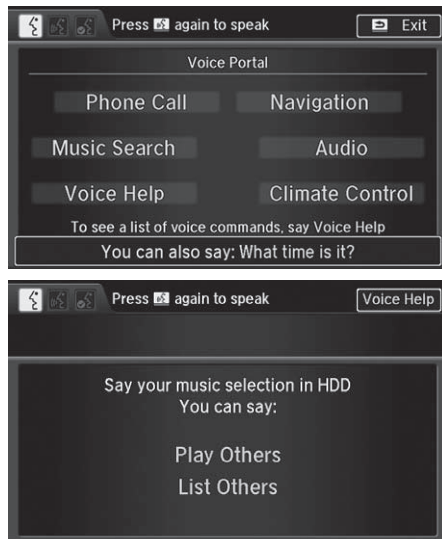 Press again to speak
Exit
Voice Portal
Phone Call
Navigation
Music Search
Audio
Voice Help
Climate Control
To see a list of voice commands, say Voice Help
You can also say: What time is it?
Press again to speak
Voice Help
Say your music selection in HDD
You can say:
Play Others
List Others